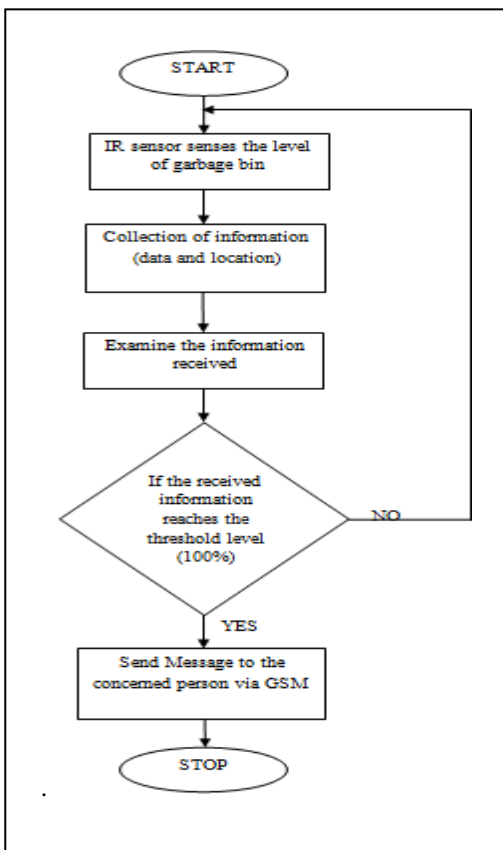 START
IR sensor senses the level
of garbage bin
Collection of information
(data and location)
Examine the information
received
If the received
information
reaches the
threshold level
(100%)
NO
YES
Send Message to the
concerned person via GSM
STOP
.